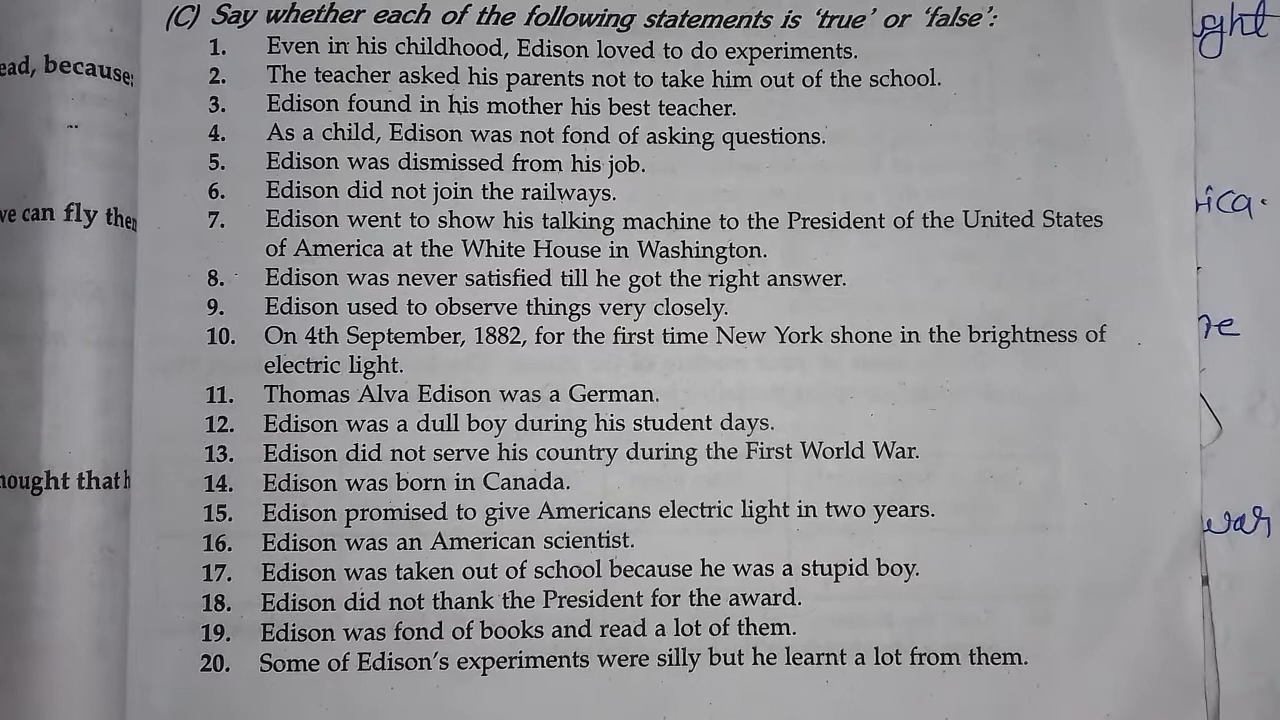 (C) Say whether each of the following statements is 'true' or 'false':
1. Even in his childhood, Edison loved to do experiments.
ead, because:
2. The teacher asked his parents not to take him out of the school.
3. Edison found in his mother his best teacher.
4. As a child, Edison was not fond of asking questions.
5. Edison was dismissed from his job.
6. Edison did not join the railways.
ve can fly then
7. Edison went to show his talking machine to the President of the United States
of America at the White House in Washington.
8. Edison was never satisfied till he got the right answer.
9. Edison used to observe things very closely.
10. On 4th September, 1882, for the first time New York shone in the brightness of
electric light.
11. Thomas Alva Edison was a German.
12. Edison was a dull boy during his student days.
13. Edison did not serve his country during the First World War.
hought that h
14. Edison was born in Canada.
15. Edison promised to give Americans electric light in two years.
16. Edison was an American scientist.
17. Edison was taken out of school because he was a stupid boy.
18. Edison did not thank the President for the award.
19. Edison was fond of books and read a lot of them.
20. Some of Edison's experiments were silly but he learnt a lot from them.
ght
rica.
he
war